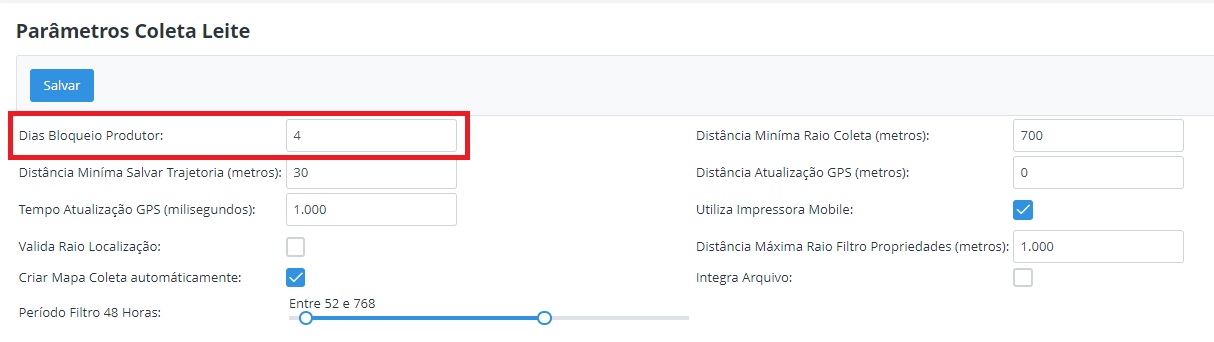 Parâmetros Coleta Leite
Salvar
Dias Bloqueio Produtor: 4
Distância Miníma Raio Coleta (metros): 700
Distância Miníma Salvar Trajetoria (metros): 30
Distância Atualização GPS (metros): 0
Tempo Atualização GPS (milisegundos): 1.000
Utiliza Impressora Mobile:
Valida Raio Localização:
Distância Máxima Raio Filtro Propriedades (metros): 1.000
Criar Mapa Coleta automáticamente:
Integra Arquivo:
Entre 52 e 768
Período Filtro 48 Horas: